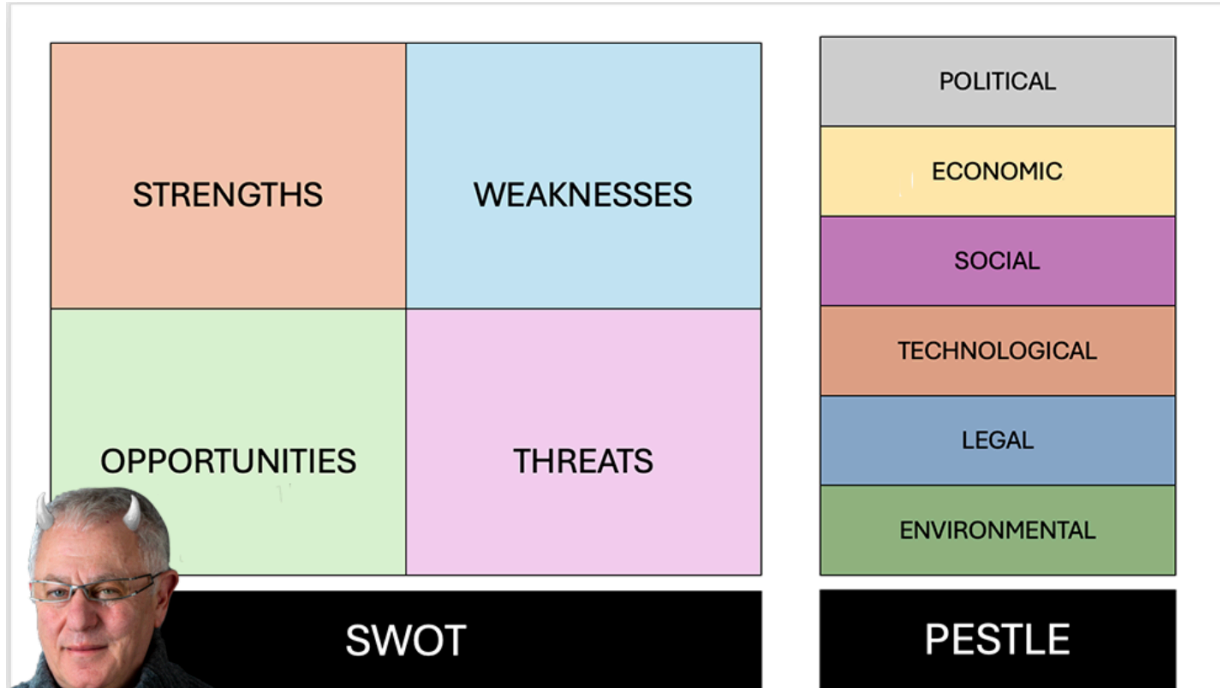 STRENGTHS
WEAKNESSES
OPPORTUNITIES
THREATS
SWOT
POLITICAL
ECONOMIC
SOCIAL
TECHNOLOGICAL
LEGAL
ENVIRONMENTAL
PESTLE